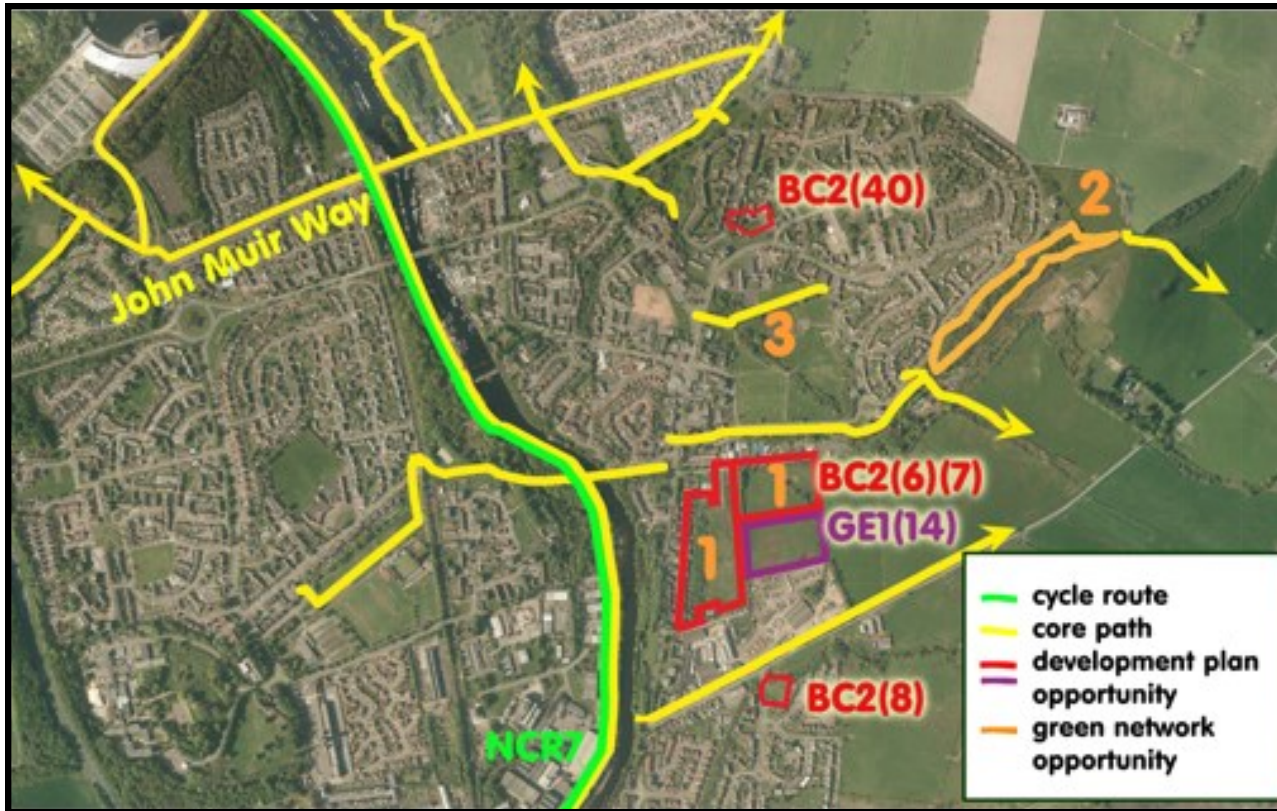 BC2(40)
2
John Muir Way
3
1
BC2(6)(7)
GE1(14)
1
BC2(8)
NCR7
cycle route
core path
development plan
opportunity
green network
opportunity